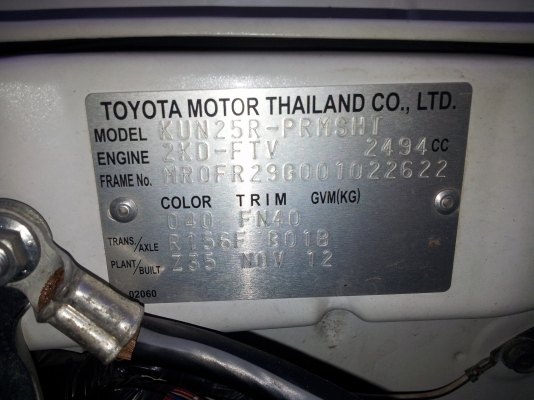 TOYOTA MOTOR THAILAND CO., LTD.
MODEL KUN25R-PRMSHT
ENGINE 2KD-FTV 2494 CC
FRAME No. MR0FR29G001022622
COLOR TRIM GVM(KG)
040 FN40
TRANS./AXLE R156F B01B
PLANT/BUILT Z35 NOV 12
02060